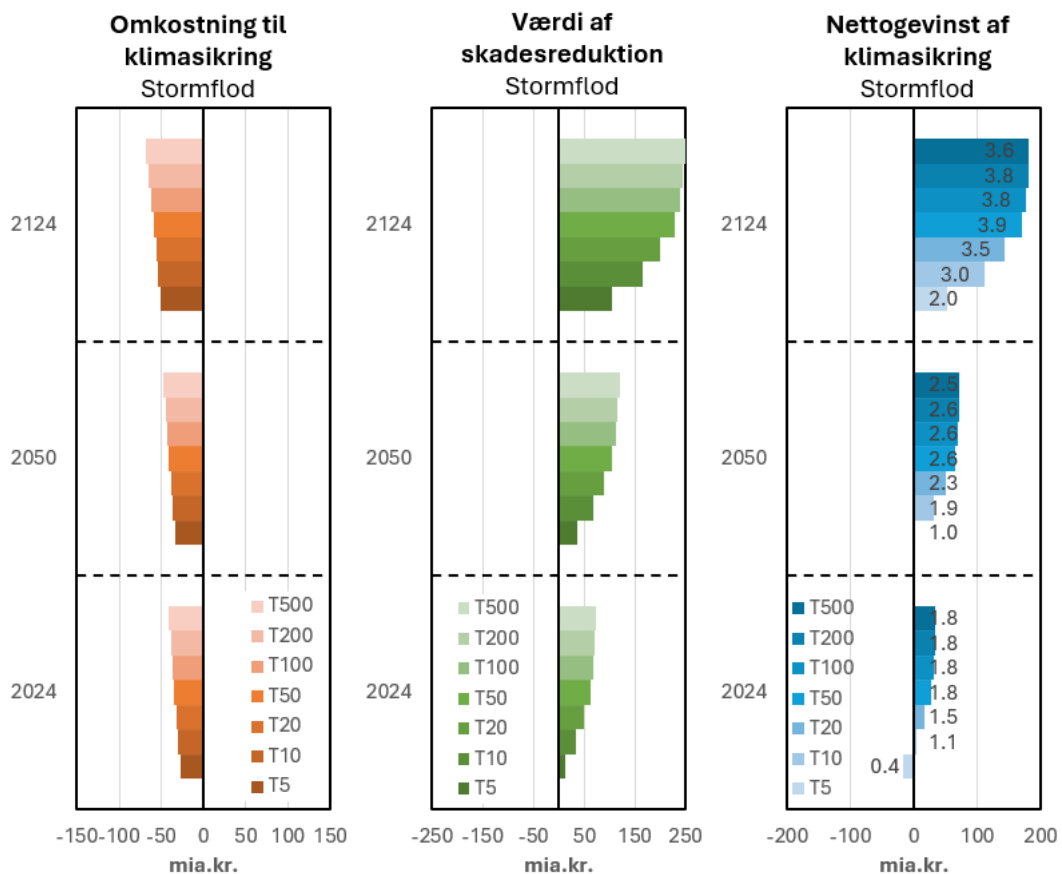 Omkostning til
klimasikring
Stormflod
2124
2050
2024
T500
T200
T100
T50
T20
T10
T5
-150 -100 -50 0 50 100 150
mia.kr.
Værdi af
skadesreduktion
Stormflod
2124
2050
2024
T500
T200
T100
T50
T20
T10
T5
-250 -150 -50 50 150 250
mia.kr.
Nettogevinst af
klimasikring
Stormflod
2124
3.6
3.8
3.8
3.9
3.5
3.0
2.0
2050
2.5
2.6
2.6
2.6
2.3
1.9
1.0
2024
T500 1.8
T200 1.8
T100 1.8
T50 1.8
T20 1.5
T10 1.1
T5 0.4
-200 -100 0 100 200
mia.kr.